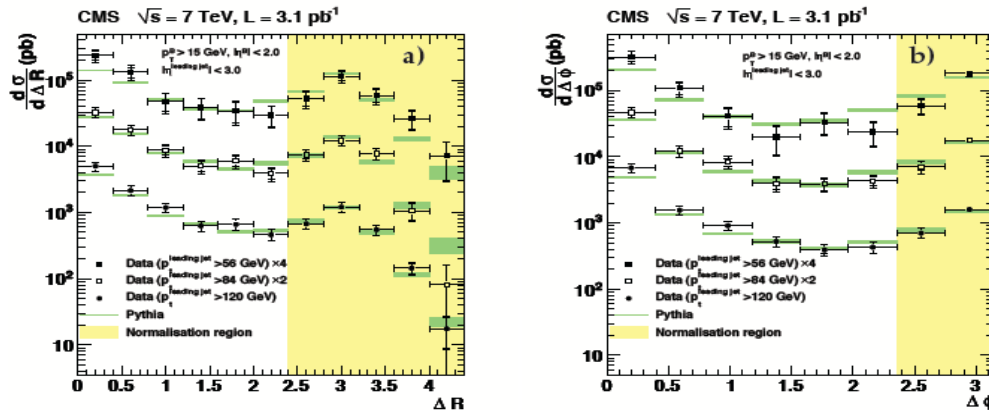 CMS √s = 7 TeV, L = 3.1 pb⁻¹
a)
p_T^B > 15 GeV, |η^B| < 2.0
|η^leading jet| < 3.0
dσ/dΔR (pb)
10⁵
10⁴
10³
10²
10
Data (p_t^leading jet >56 GeV) ×4
Data (p_t^leading jet >84 GeV) ×2
Data (p_t^leading jet >120 GeV)
Pythia
Normalisation region
0 0.5 1 1.5 2 2.5 3 3.5 4
ΔR
CMS √s = 7 TeV, L = 3.1 pb⁻¹
b)
p_T^B > 15 GeV, |η^B| < 2.0
|η^leading jet| < 3.0
dσ/dΔϕ (pb)
10⁵
10⁴
10³
10²
10
Data (p_t^leading jet >56 GeV) ×4
Data (p_t^leading jet >84 GeV) ×2
Data (p_t^leading jet >120 GeV)
Pythia
Normalisation region
0 0.5 1 1.5 2 2.5 3
Δϕ